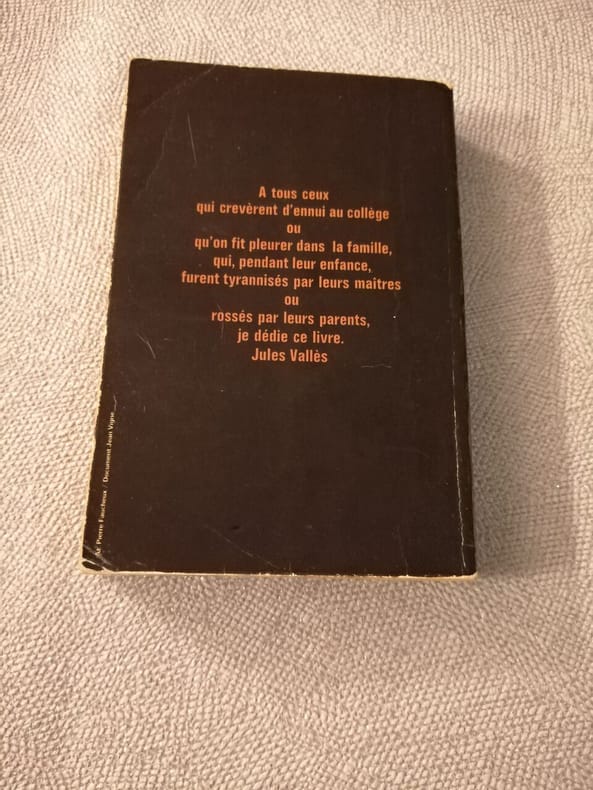 A tous ceux
qui crevèrent d'ennui au collège
ou
qu'on fit pleurer dans la famille,
qui, pendant leur enfance,
furent tyrannisés par leurs maîtres
ou
rossés par leurs parents,
je dédie ce livre.
Jules Vallès
Pierre Faucheux / Document Jean Vigne